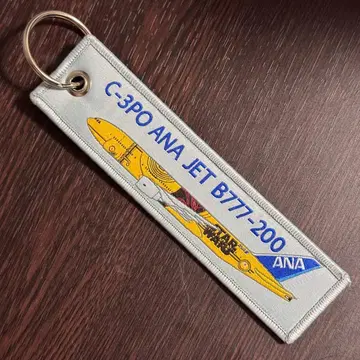 C-3PO ANA JET B777-200
STAR
WARS
ANA